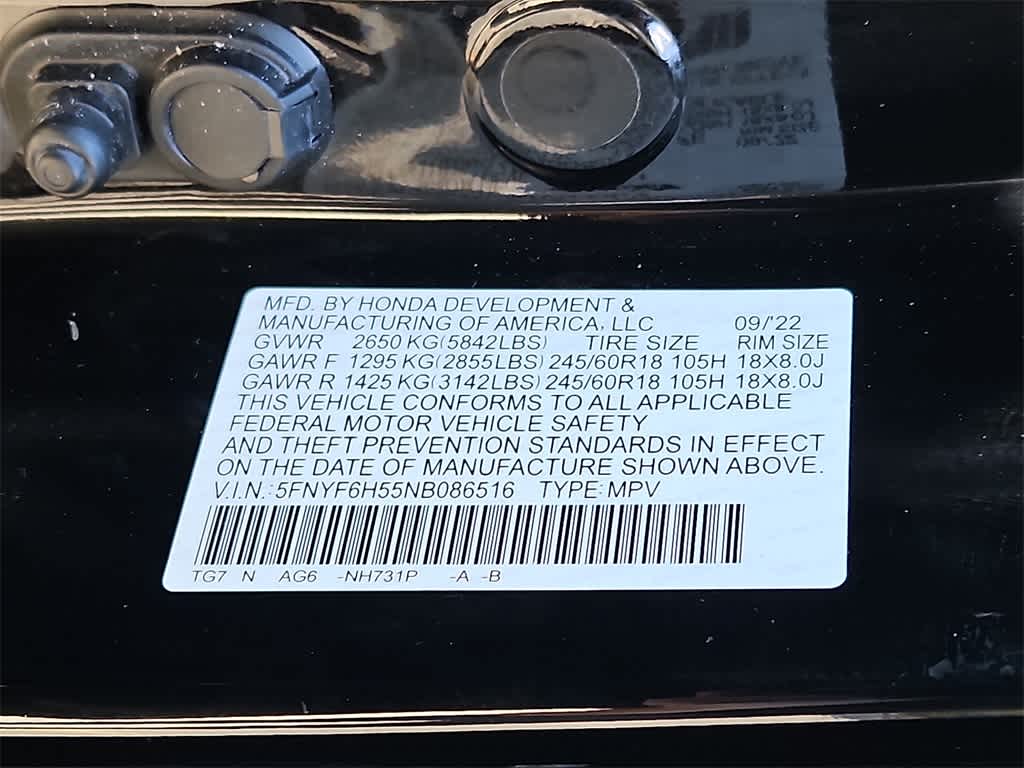 MFD. BY HONDA DEVELOPMENT &
MANUFACTURING OF AMERICA, LLC 09/'22
GVWR 2650 KG(5842LBS) TIRE SIZE RIM SIZE
GAWR F 1295 KG(2855LBS) 245/60R18 105H 18X8.0J
GAWR R 1425 KG(3142LBS) 245/60R18 105H 18X8.0J
THIS VEHICLE CONFORMS TO ALL APPLICABLE
FEDERAL MOTOR VEHICLE SAFETY
AND THEFT PREVENTION STANDARDS IN EFFECT
ON THE DATE OF MANUFACTURE SHOWN ABOVE.
V.I.N.:5FNYF6H55NB086516 TYPE:MPV
TG7 N AG6 -NH731P -A -B